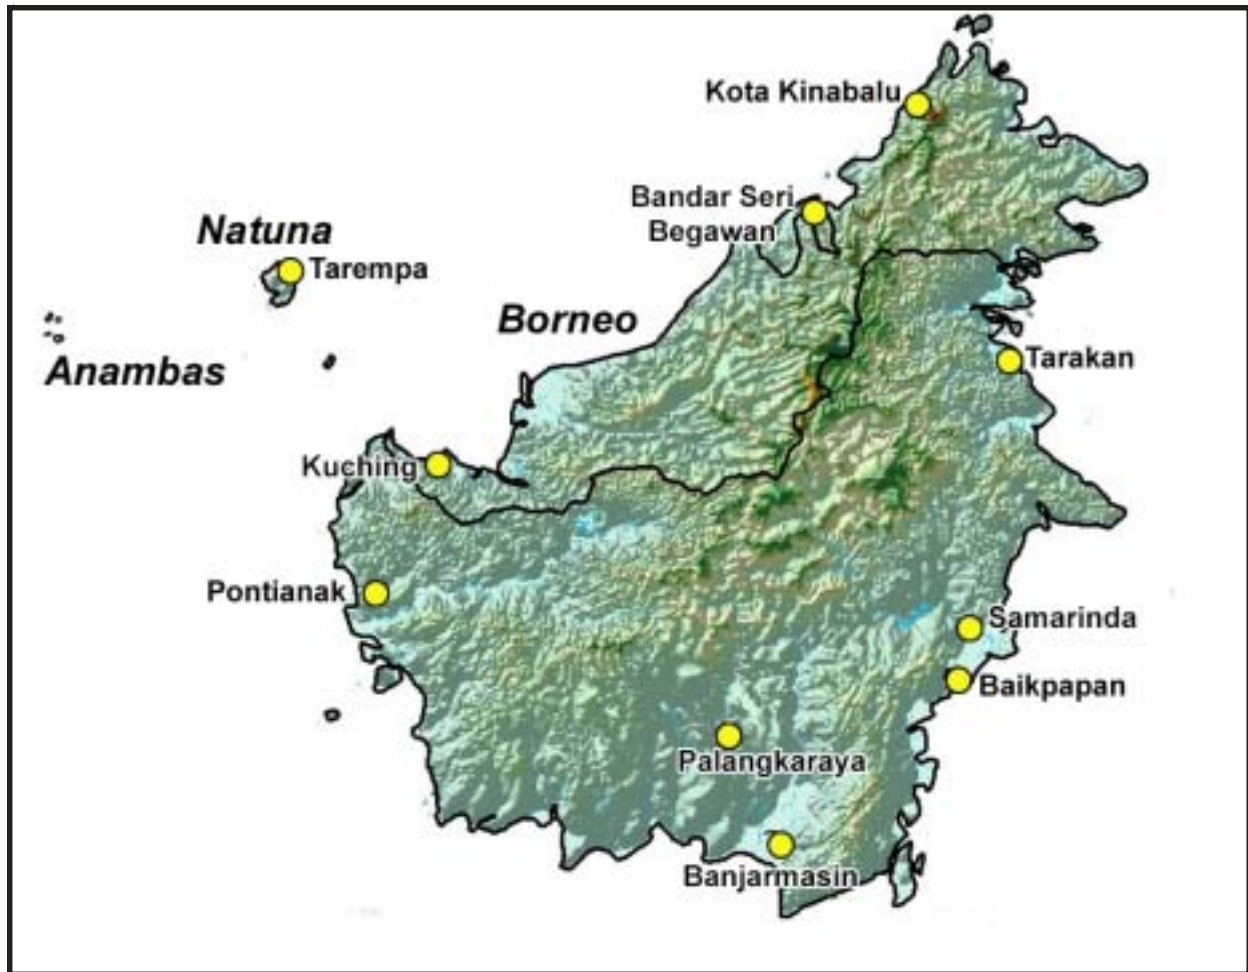 Kota Kinabalu
Bandar Seri
Begawan
Natuna
Tarempa
Borneo
Anambas
Tarakan
Kuching
Pontianak
Samarinda
Baikpapan
Palangkaraya
Banjarmasin